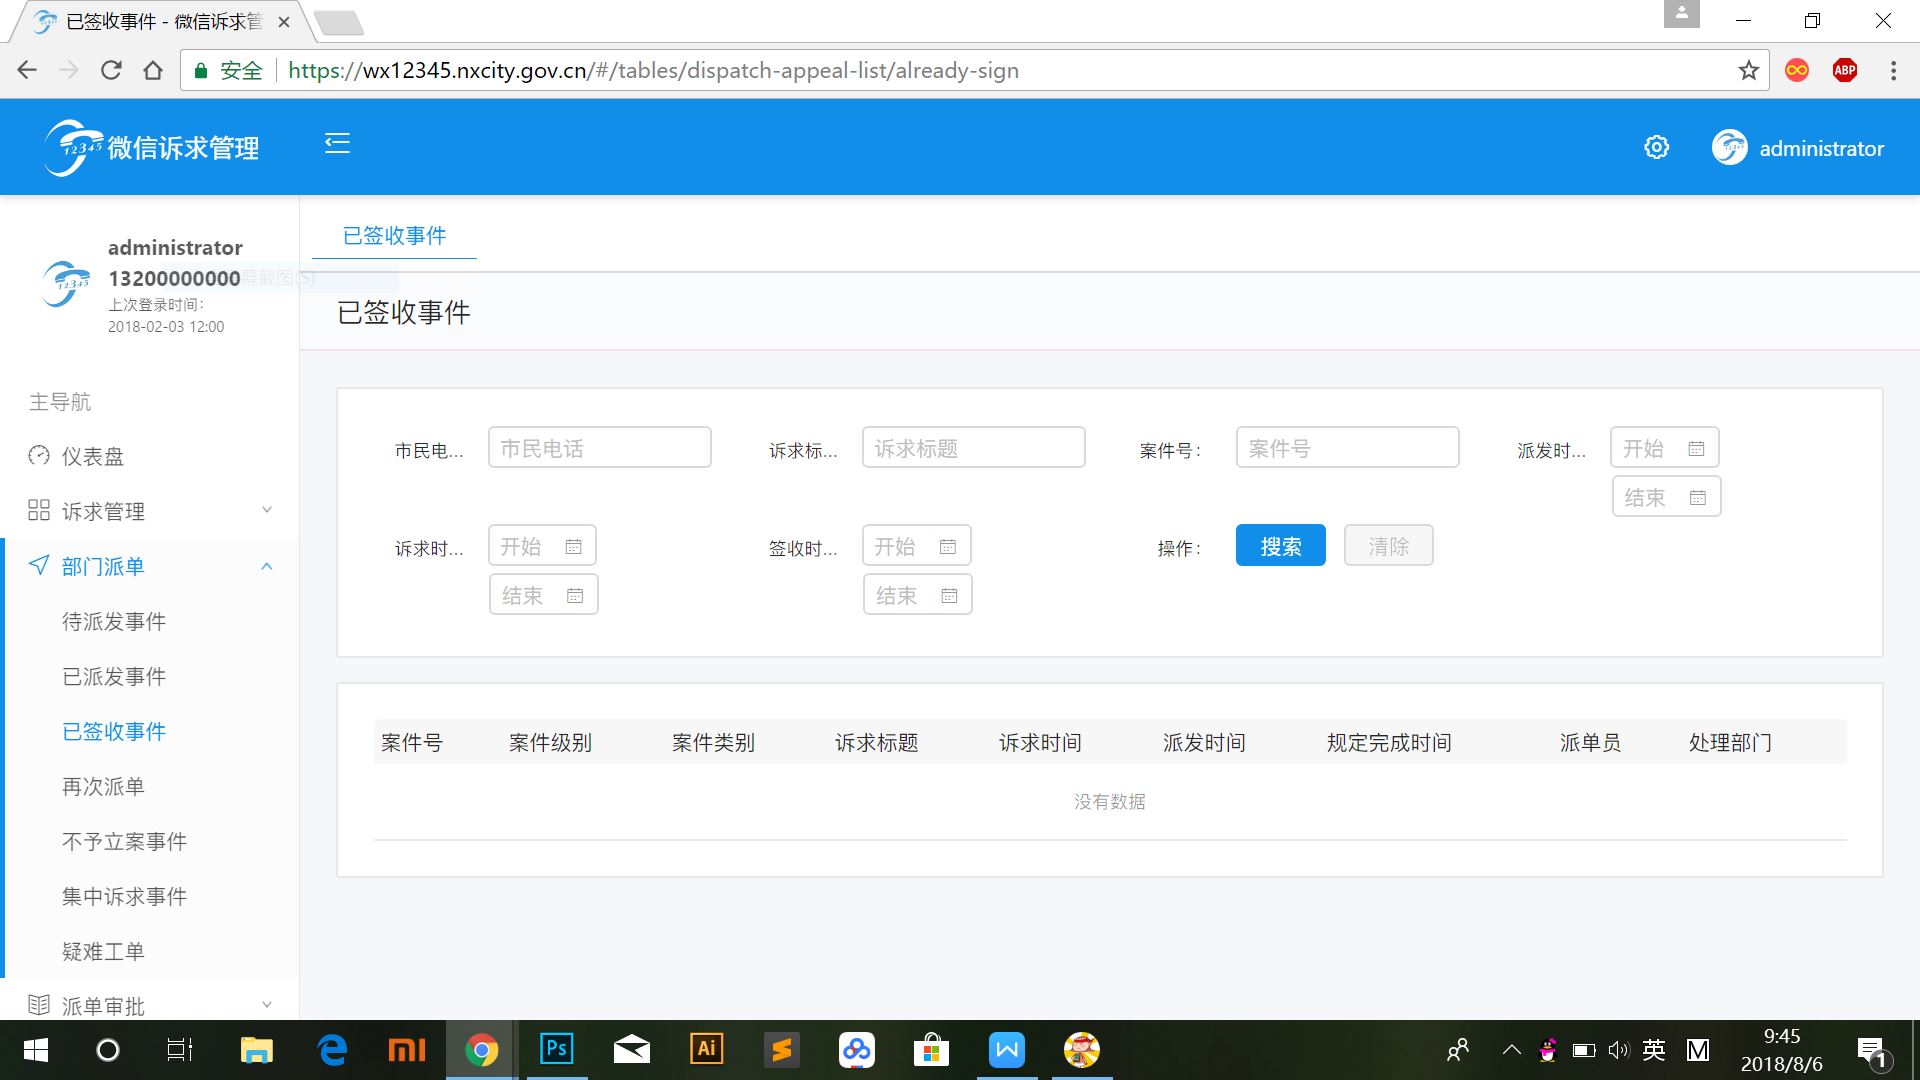 已签收事件 - 微信诉求管
安全
https://wx12345.nxcity.gov.cn/#/tables/dispatch-appeal-list/already-sign
ABP
12345
微信诉求管理
administrator
administrator
13200000000
幕截图(S)
上次登录时间:
2018-02-03 12:00
主导航
仪表盘
诉求管理
部门派单
待派发事件
已派发事件
已签收事件
再次派单
不予立案事件
集中诉求事件
疑难工单
派单审批
已签收事件
已签收事件
市民电...
市民电话
诉求标...
诉求标题
案件号:
案件号
派发时...
开始
结束
诉求时...
开始
结束
签收时...
开始
结束
操作:
搜索
清除
案件号 案件级别 案件类别 诉求标题 诉求时间 派发时间 规定完成时间 派单员 处理部门
没有数据
Ps
Ai
英
M
9:45
2018/8/6
1